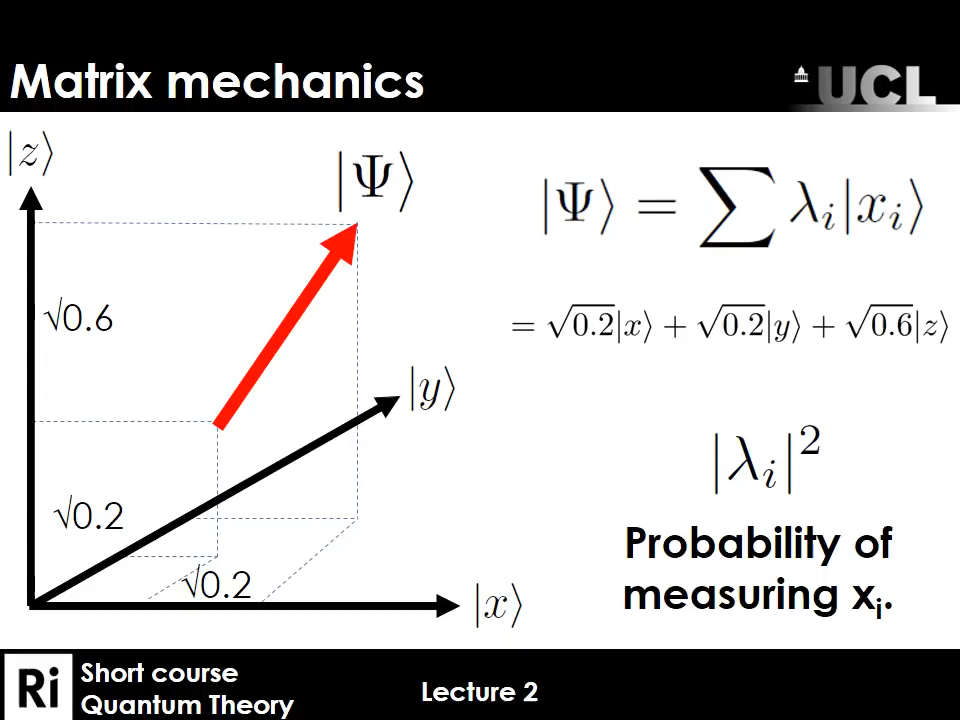 Matrix mechanics
UCL
|z⟩
|Ψ⟩
|Ψ⟩ = ∑ λᵢ|xᵢ⟩
√0.6
= √0.2|x⟩ + √0.2|y⟩ + √0.6|z⟩
|y⟩
|λᵢ|²
√0.2
Probability of
measuring xᵢ.
√0.2
|x⟩
Ri
Short course
Quantum Theory
Lecture 2